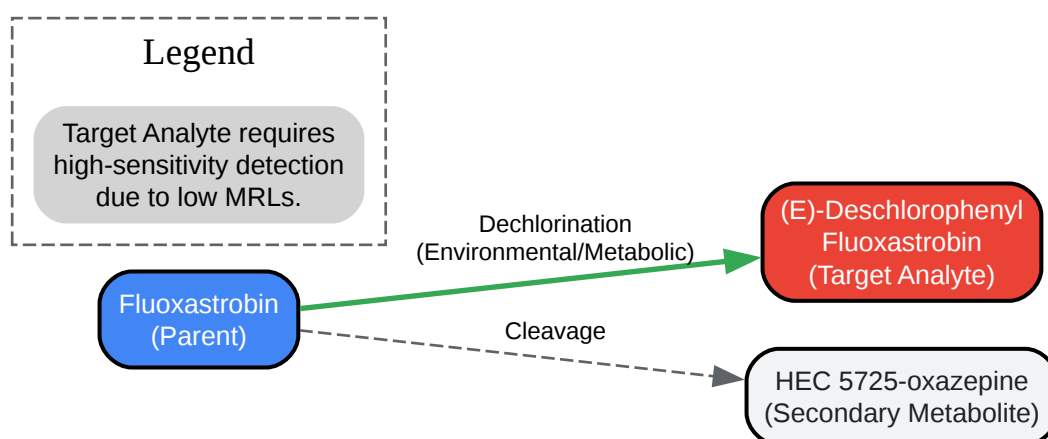 Legend
Target Analyte requires
high-sensitivity detection
due to low MRLs.
Dechlorination
(Environmental/Metabolic)
(E)-Deschlorophenyl
Fluoxastrobin
(Target Analyte)
Fluoxastrobin
(Parent)
Cleavage
HEC 5725-oxazepine
(Secondary Metabolite)